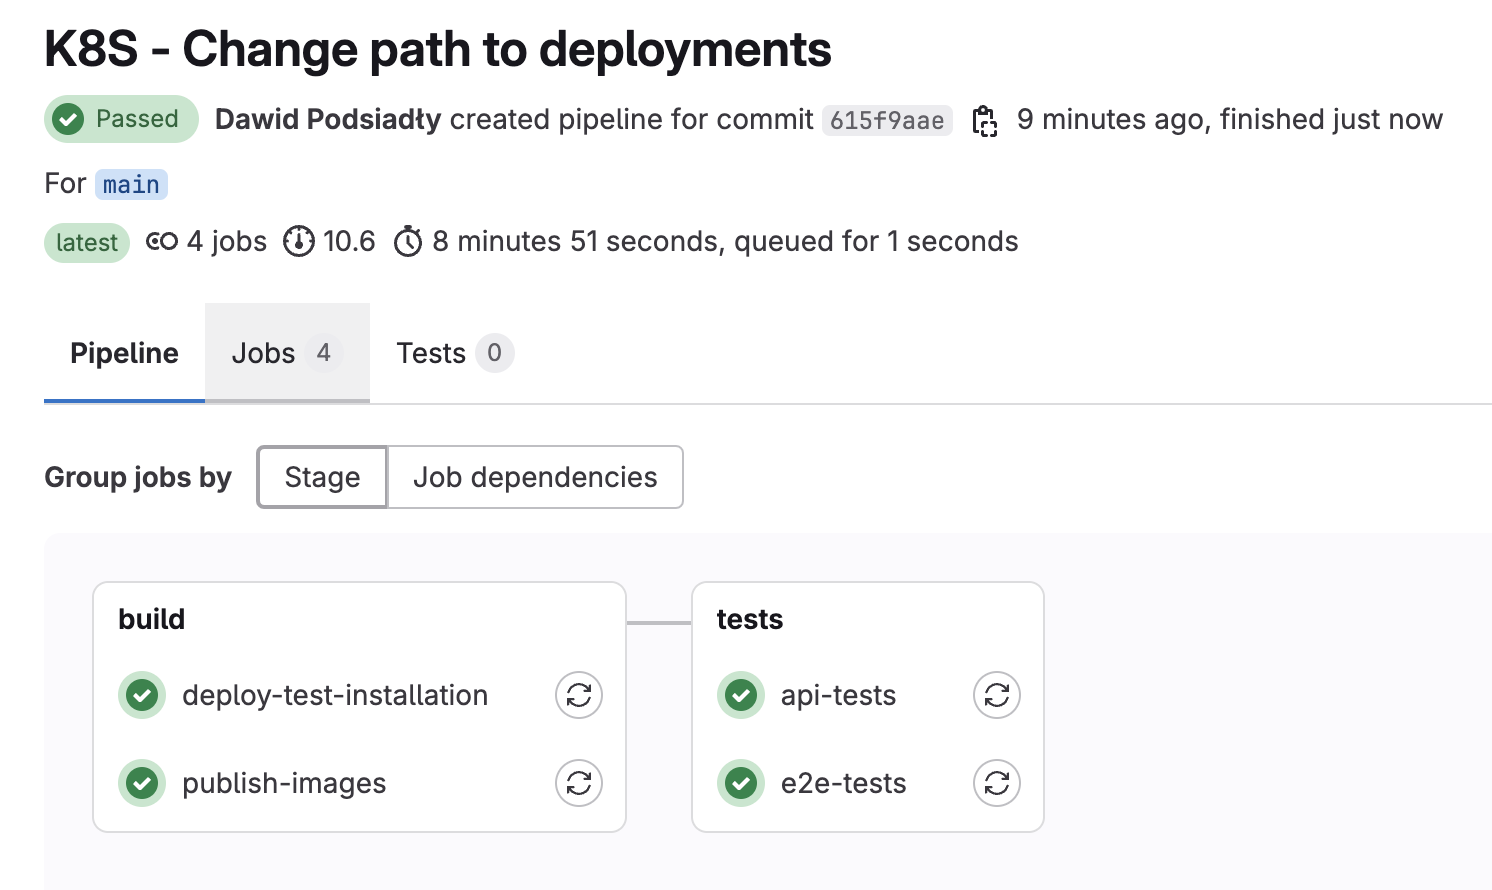 K8S - Change path to deployments
Passed Dawid Podsiadły created pipeline for commit 615f9aae 9 minutes ago, finished just now
For main
latest 4 jobs 10.6 8 minutes 51 seconds, queued for 1 seconds
Pipeline Jobs 4 Tests 0
Group jobs by Stage Job dependencies
build
deploy-test-installation
publish-images
tests
api-tests
e2e-tests